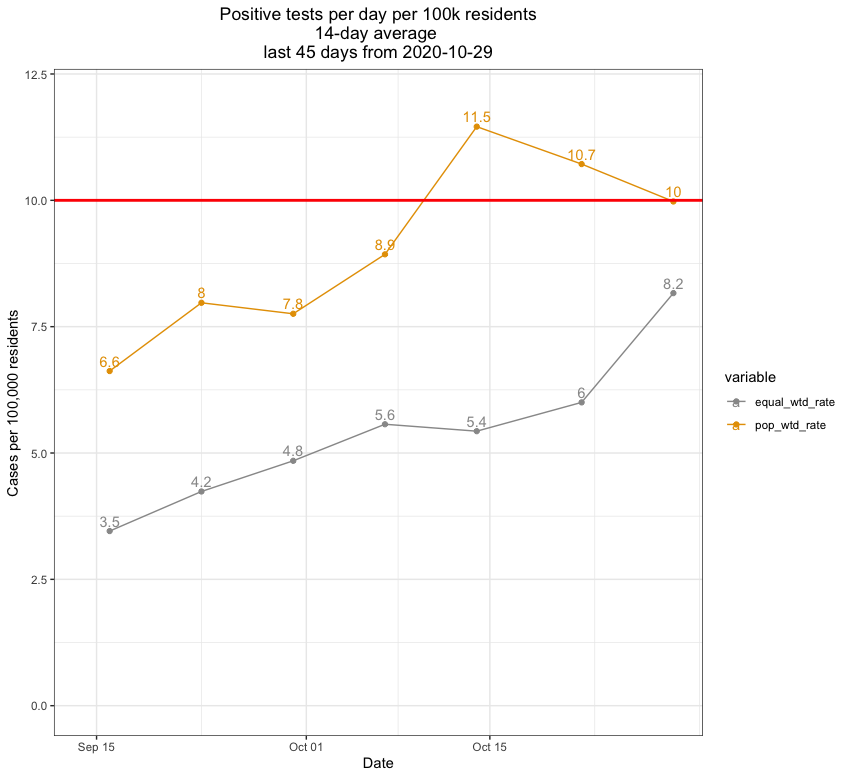 Positive tests per day per 100k residents
14-day average
last 45 days from 2020-10-29
Cases per 100,000 residents
12.5
10.0
7.5
5.0
2.5
0.0
6.6
8
7.8
8.9
11.5
10.7
10
3.5
4.2
4.8
5.6
5.4
6
8.2
Sep 15
Oct 01
Oct 15
Date
variable
a equal_wtd_rate
a pop_wtd_rate